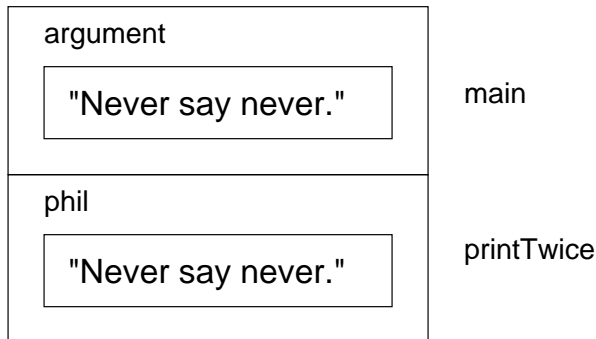 argument
"Never say never."
main
phil
"Never say never."
printTwice